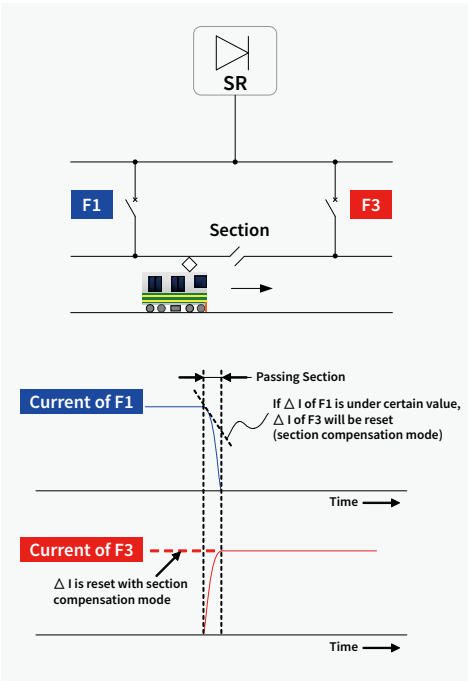 SR
F1
F3
Section
Passing Section
Current of F1
If △ I of F1 is under certain value,
△ I of F3 will be reset
(section compensation mode)
Time
Current of F3
△ I is reset with section
compensation mode
Time